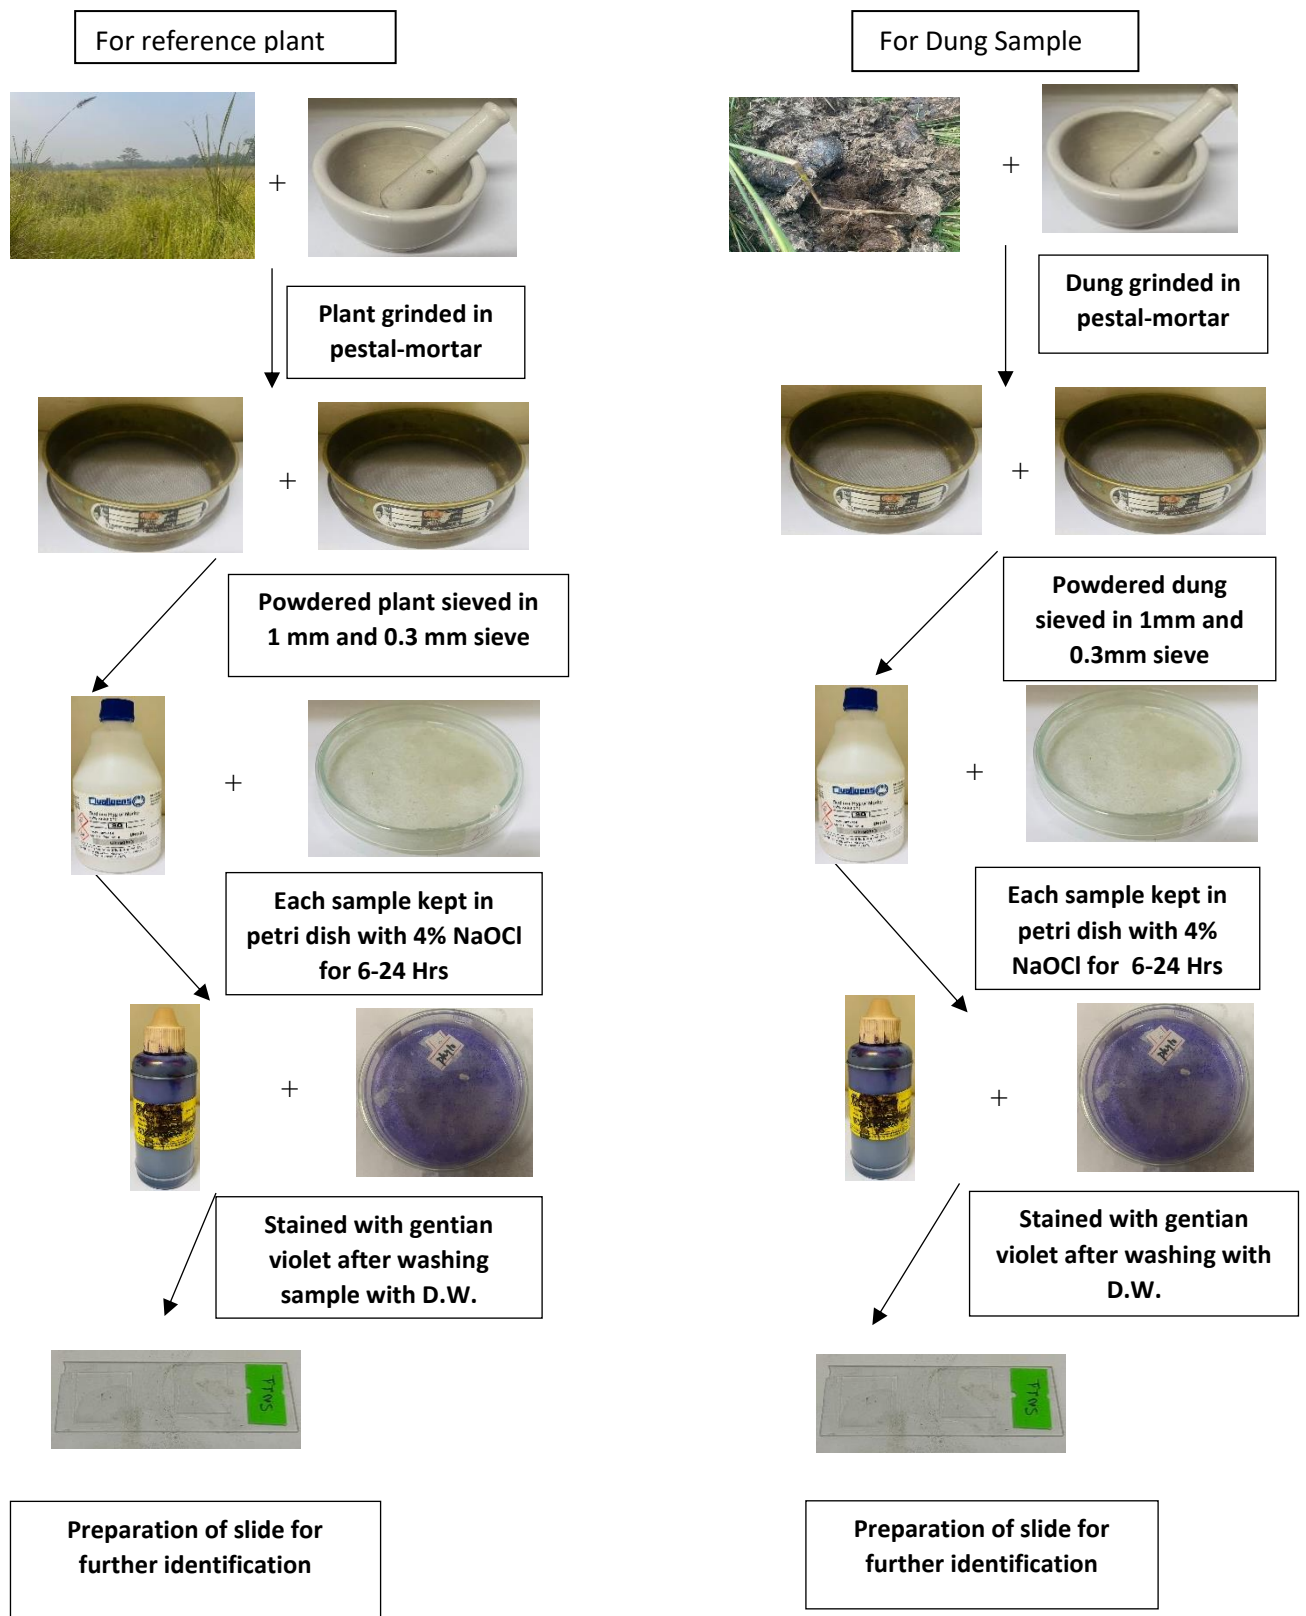 For reference plant
+
Plant grinded in
pestal-mortar
+
Powdered plant sieved in
1 mm and 0.3 mm sieve
Qualigens
+
Each sample kept in
petri dish with 4% NaOCl
for 6-24 Hrs
+
Stained with gentian
violet after washing
sample with D.W.
Preparation of slide for
further identification
For Dung Sample
+
Dung grinded in
pestal-mortar
+
Powdered dung
sieved in 1mm and
0.3mm sieve
Qualigens
+
Each sample kept in
petri dish with 4%
NaOCl for 6-24 Hrs
+
Stained with gentian
violet after washing with
D.W.
Preparation of slide for
further identification